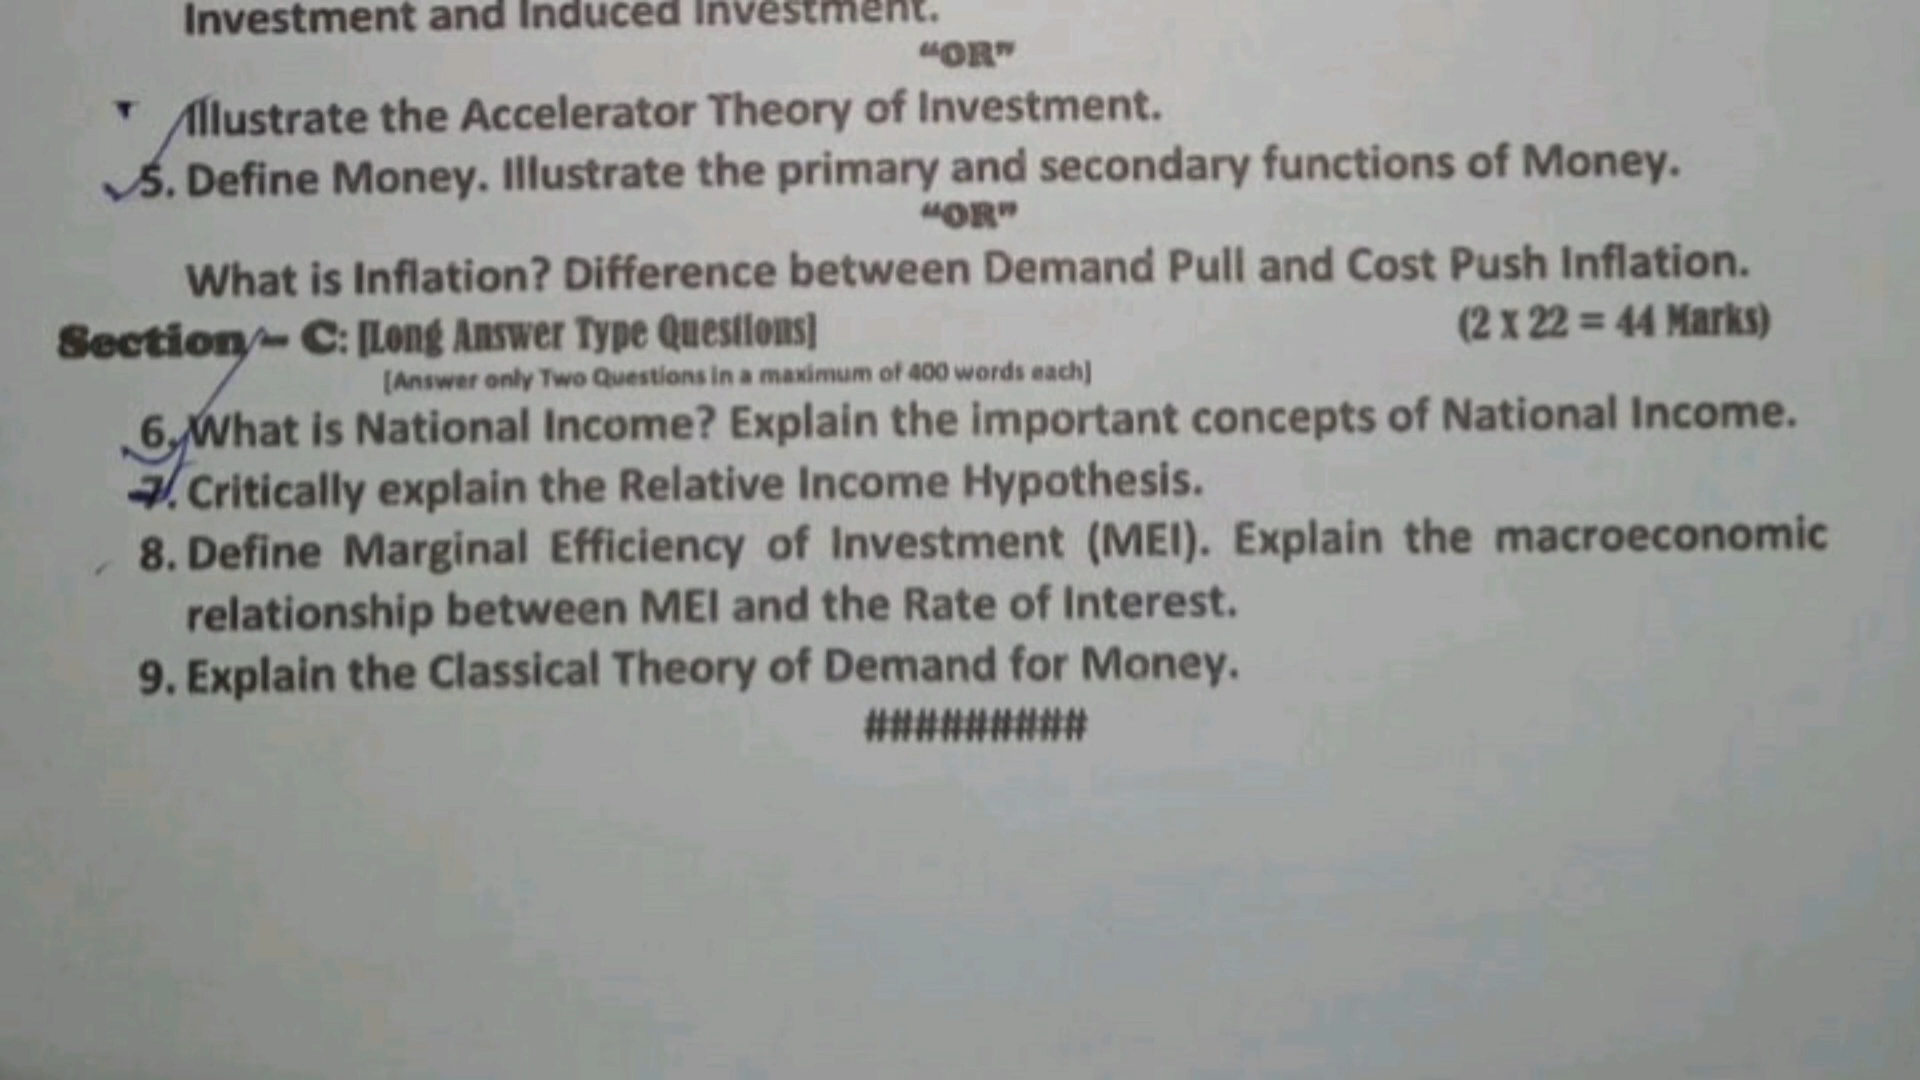 Investment and Induced Investment.
"OR"
Illustrate the Accelerator Theory of Investment.
5. Define Money. Illustrate the primary and secondary functions of Money.
"OR"
What is Inflation? Difference between Demand Pull and Cost Push Inflation.
Section – C: [Long Answer Type Questions] (2 x 22 = 44 Marks)
[Answer only Two Questions in a maximum of 400 words each]
6. What is National Income? Explain the important concepts of National Income.
7. Critically explain the Relative Income Hypothesis.
8. Define Marginal Efficiency of Investment (MEI). Explain the macroeconomic
relationship between MEI and the Rate of Interest.
9. Explain the Classical Theory of Demand for Money.
#########